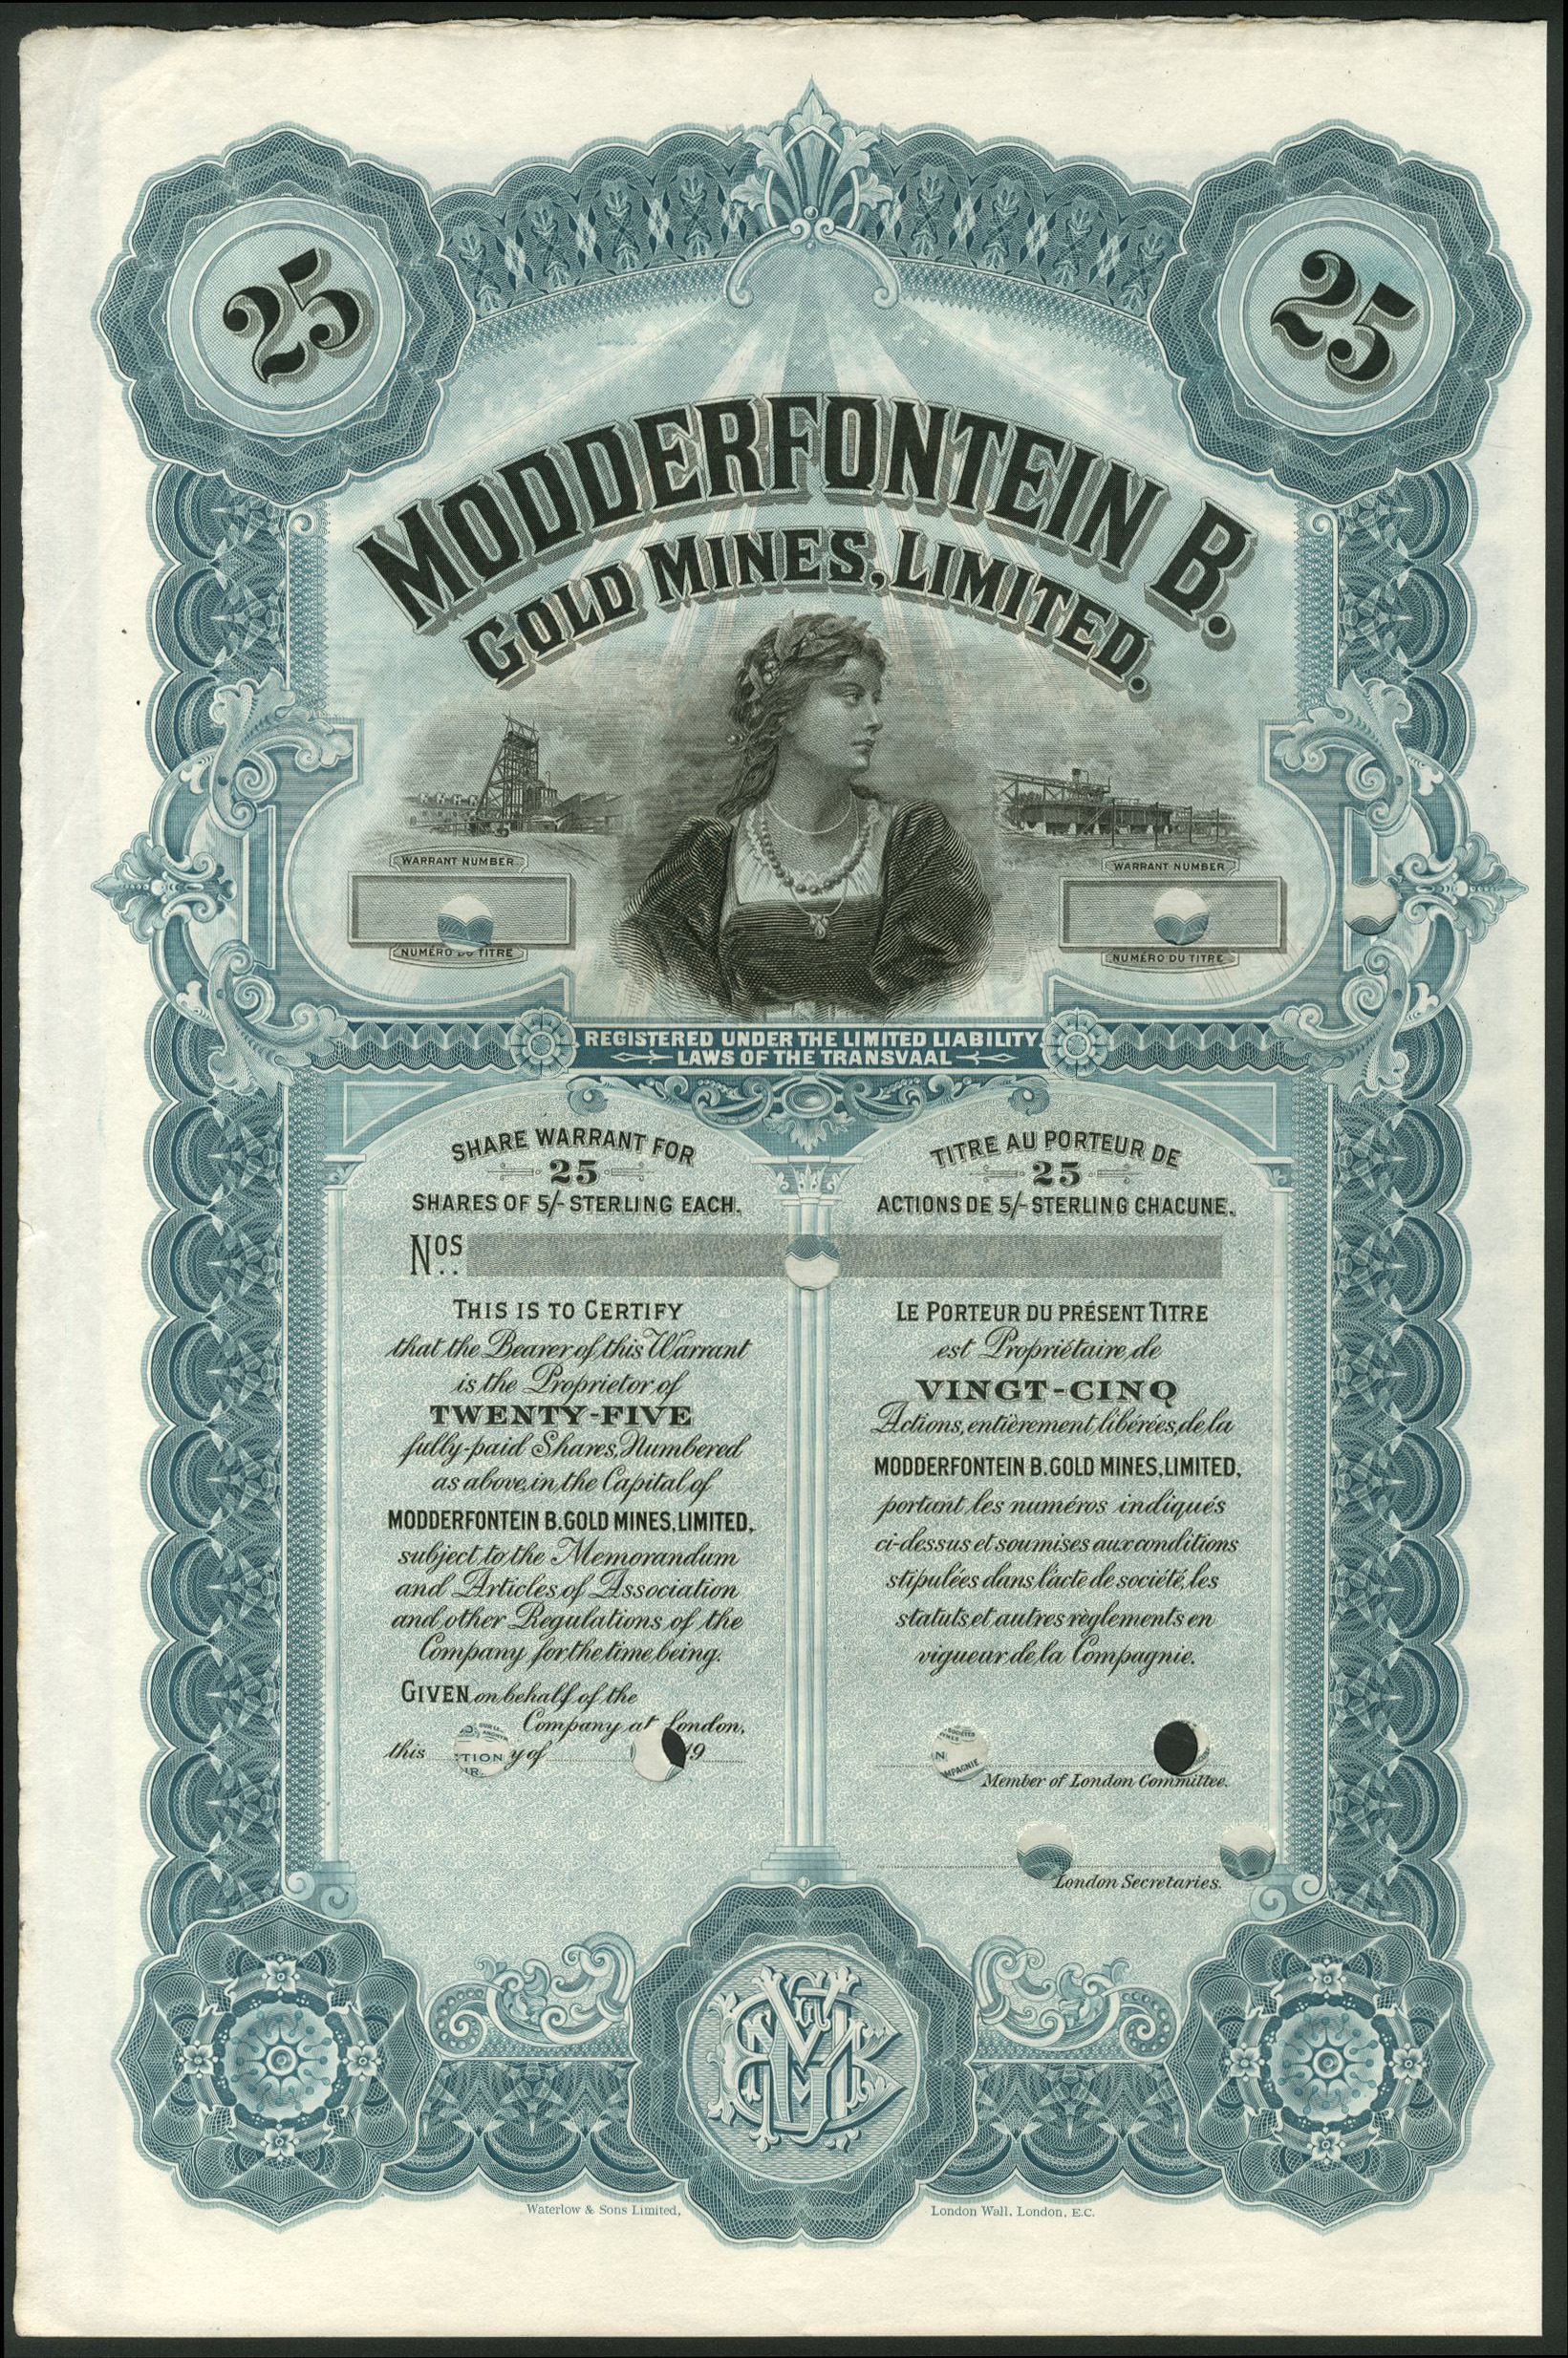 25
25
MODDERFONTEIN B.
GOLD MINES, LIMITED.
WARRANT NUMBER
NUMÉRO DU TITRE
WARRANT NUMBER
NUMÉRO DU TITRE
REGISTERED UNDER THE LIMITED LIABILITY
LAWS OF THE TRANSVAAL
SHARE WARRANT FOR
25
SHARES OF 5/- STERLING EACH.
TITRE AU PORTEUR DE
25
ACTIONS DE 5/- STERLING CHACUNE.
Nos
THIS IS TO CERTIFY
that the Bearer of this Warrant
is the Proprietor of
TWENTY-FIVE
fully-paid Shares, Numbered
as above, in the Capital of
MODDERFONTEIN B. GOLD MINES, LIMITED,
subject to the Memorandum
and Articles of Association
and other Regulations of the
Company for the time being.
GIVEN on behalf of the
Company at London,
this y of 19
LE PORTEUR DU PRÉSENT TITRE
est Propriétaire de
VINGT-CINQ
Actions, entièrement libérées, de la
MODDERFONTEIN B. GOLD MINES, LIMITED,
portant les numéros indiqués
ci-dessus et soumises aux conditions
stipulées dans l'acte de société, les
statuts et autres règlements en
vigueur de la Compagnie.
Member of London Committee.
London Secretaries.
Waterlow & Sons Limited,
London Wall, London, E.C.